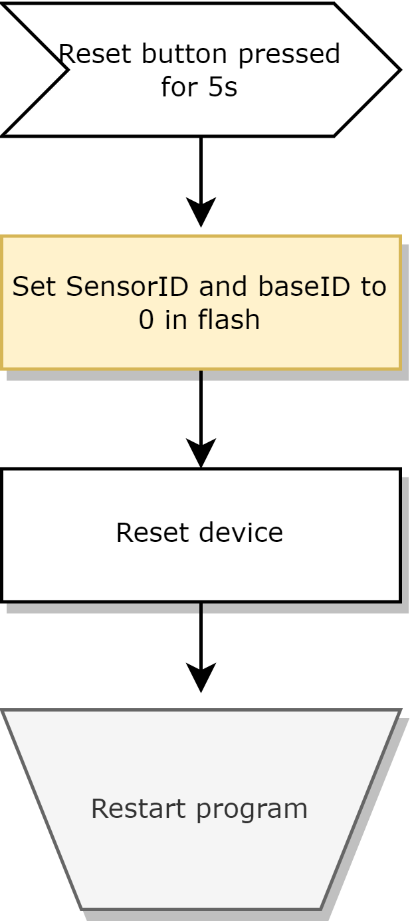 Reset button pressed
for 5s
Set SensorID and baseID to
0 in flash
Reset device
Restart program